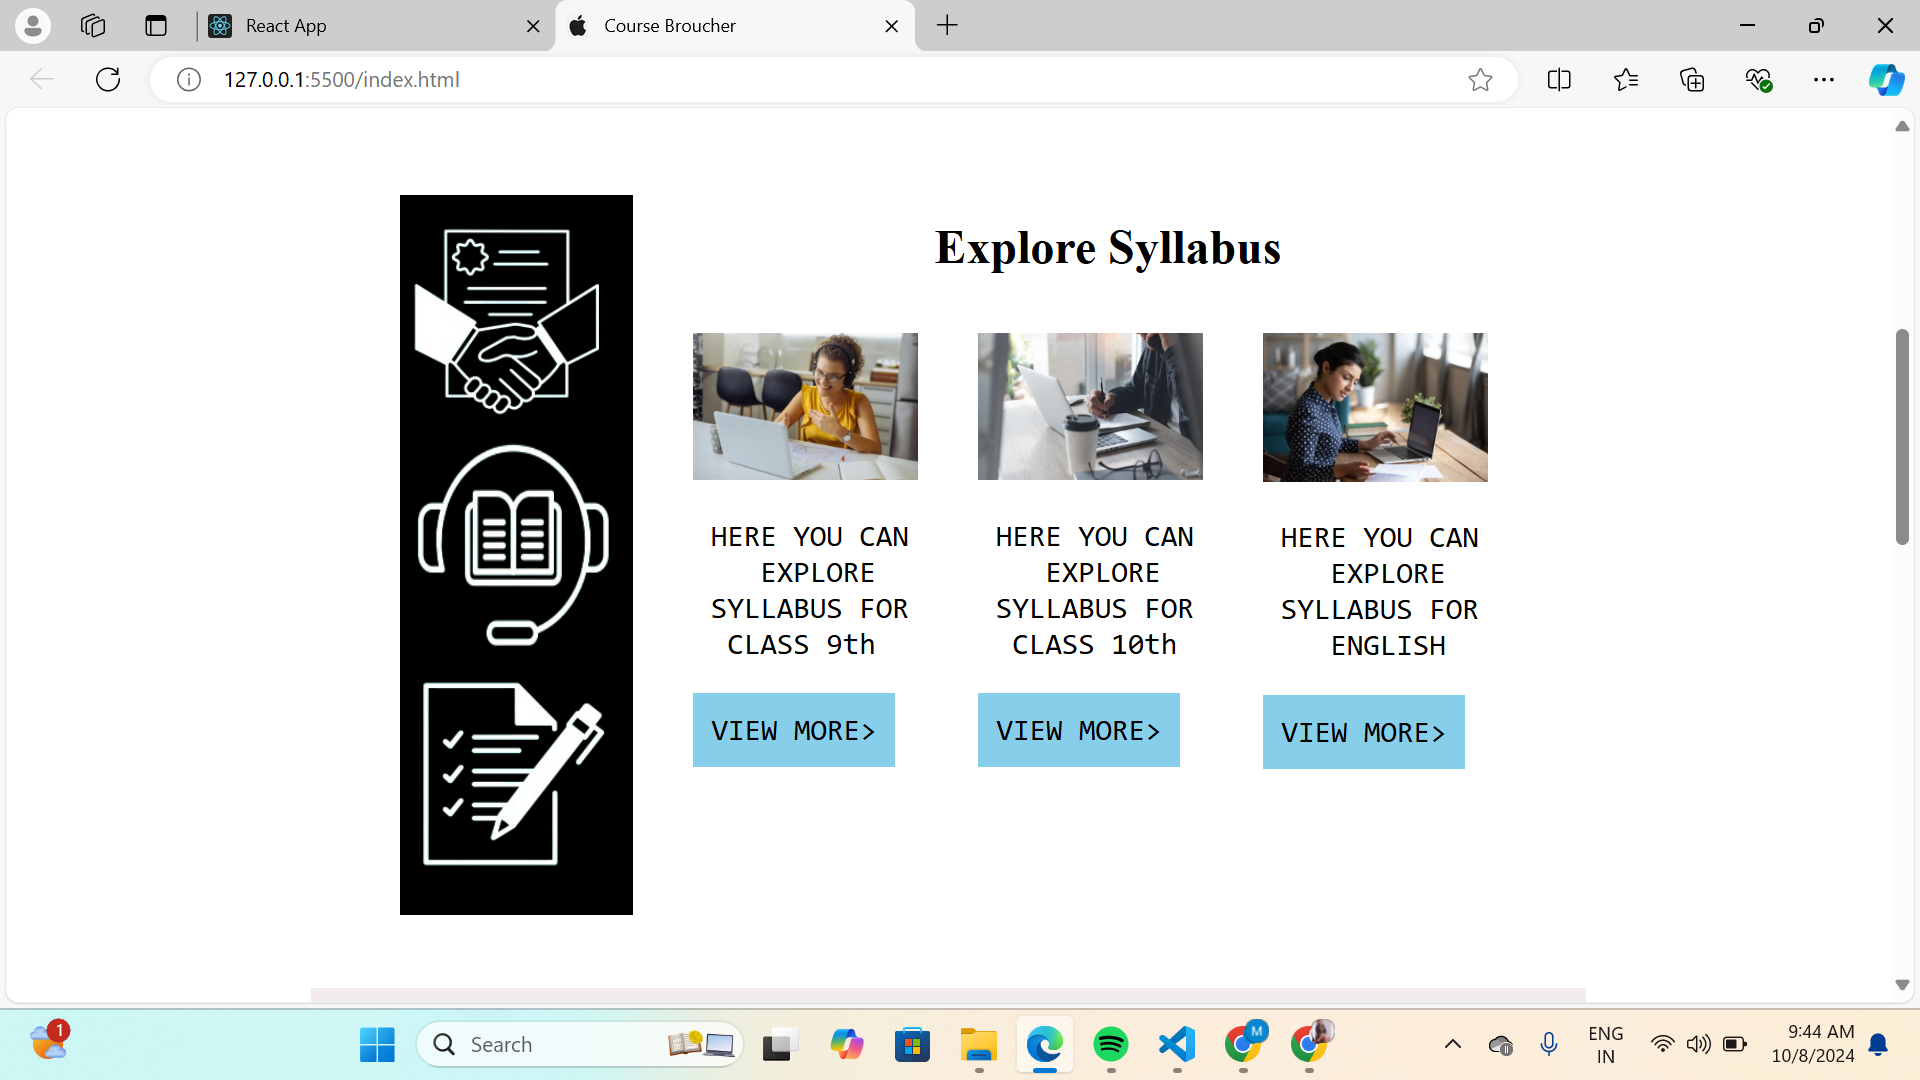 React App
Course Broucher
127.0.0.1:5500/index.html
Explore Syllabus
HERE YOU CAN
EXPLORE
SYLLABUS FOR
CLASS 9th
VIEW MORE>
HERE YOU CAN
EXPLORE
SYLLABUS FOR
CLASS 10th
VIEW MORE>
HERE YOU CAN
EXPLORE
SYLLABUS FOR
ENGLISH
VIEW MORE>
1
Search
M
ENG
IN
9:44 AM
10/8/2024